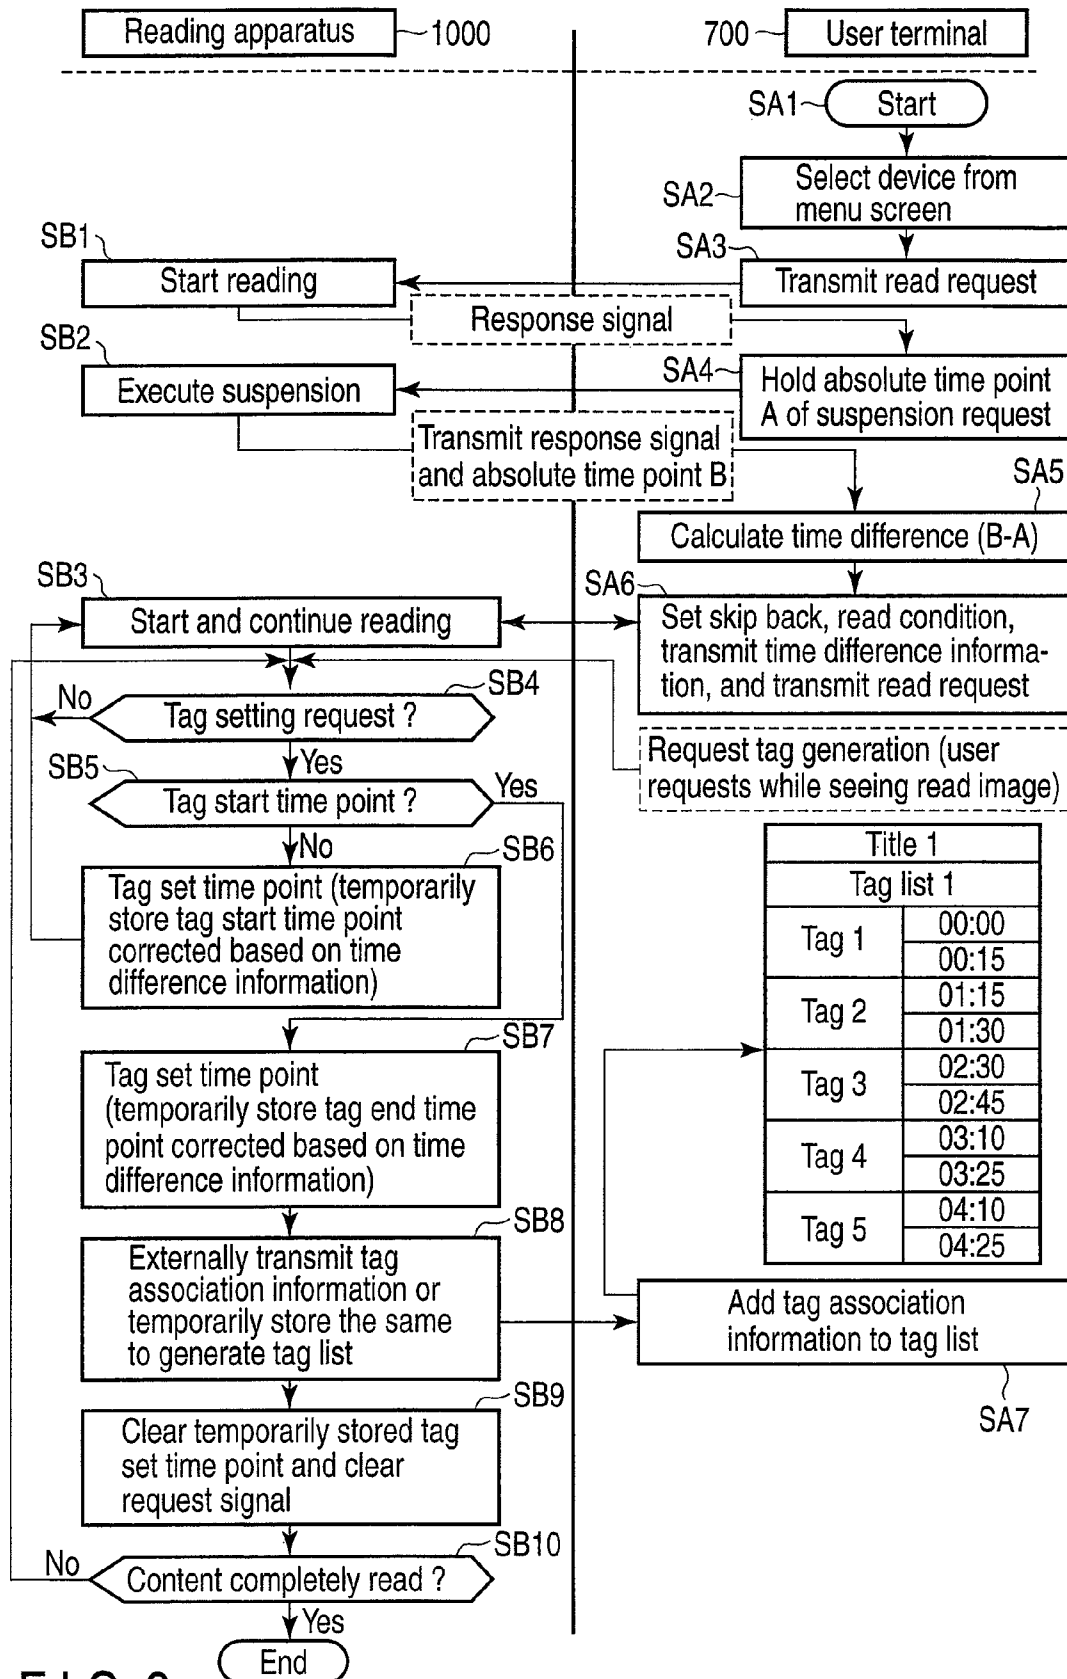 Reading apparatus
1000
700
User terminal
SA1
Start
SA2
Select device from
menu screen
SB1
SA3
Start reading
Transmit read request
Response signal
SB2
SA4
Execute suspension
Hold absolute time point
A of suspension request
Transmit response signal
and absolute time point B
SA5
Calculate time difference (B-A)
SB3
SA6
Start and continue reading
Set skip back, read condition,
transmit time difference informa-
tion, and transmit read request
SB4
No
Tag setting request ?
Yes
Request tag generation (user
requests while seeing read image)
SB5
Tag start time point ?
Yes
No
SB6
Tag set time point (temporarily
store tag start time point
corrected based on time
difference information)
Title 1
Tag list 1
Tag 1
00:00
00:15
Tag 2
01:15
01:30
Tag 3
02:30
02:45
Tag 4
03:10
03:25
Tag 5
04:10
04:25
SB7
Tag set time point
(temporarily store tag end time
point corrected based on time
difference information)
SB8
Externally transmit tag
association information or
temporarily store the same
to generate tag list
Add tag association
information to tag list
SA7
SB9
Clear temporarily stored tag
set time point and clear
request signal
SB10
No
Content completely read ?
Yes
End